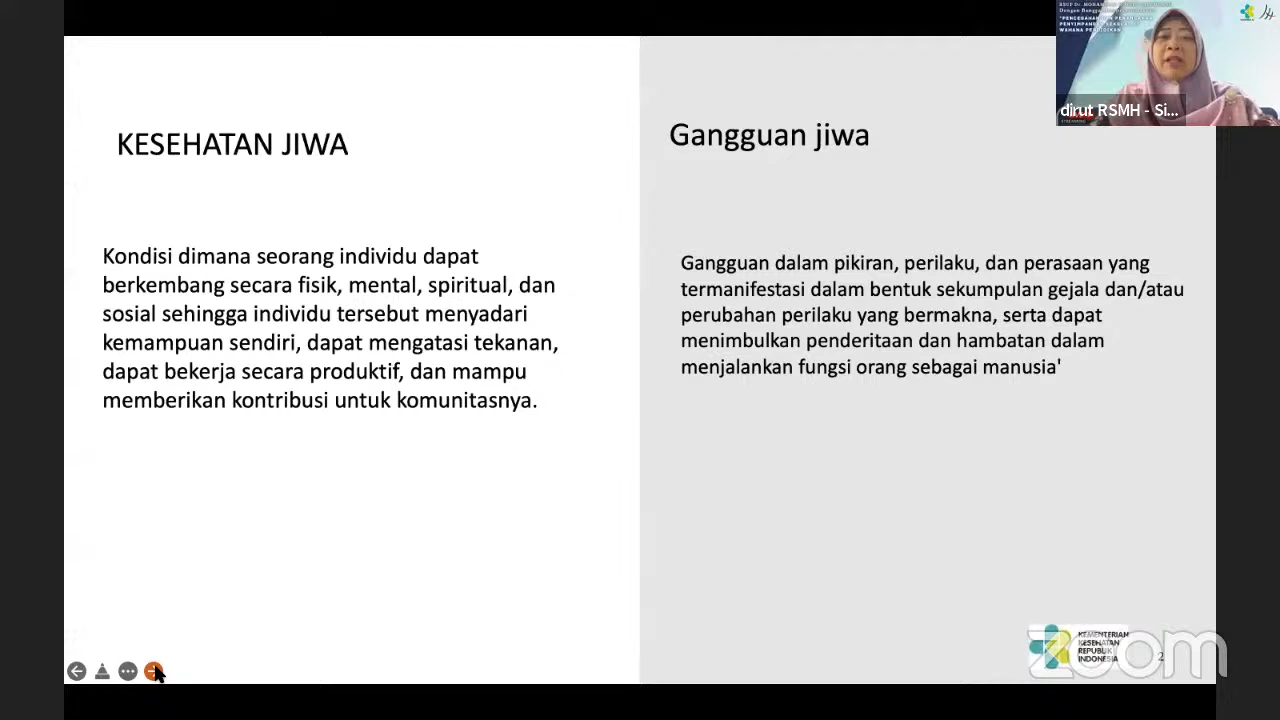 KESEHATAN JIWA
Kondisi dimana seorang individu dapat
berkembang secara fisik, mental, spiritual, dan
sosial sehingga individu tersebut menyadari
kemampuan sendiri, dapat mengatasi tekanan,
dapat bekerja secara produktif, dan mampu
memberikan kontribusi untuk komunitasnya.
Gangguan jiwa
Gangguan dalam pikiran, perilaku, dan perasaan yang
termanifestasi dalam bentuk sekumpulan gejala dan/atau
perubahan perilaku yang bermakna, serta dapat
menimbulkan penderitaan dan hambatan dalam
menjalankan fungsi orang sebagai manusia'
dirut RSMH - Si...
KEMENTERIAN
KESEHATAN
REPUBLIK
INDONESIA
zoom
2